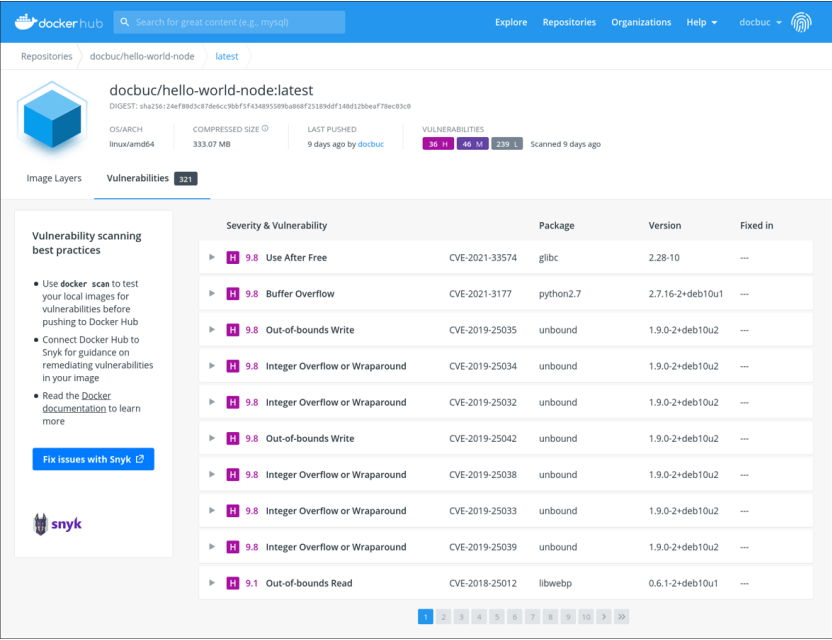 dockerhub
Search for great content (e.g., mysql)
Explore Repositories Organizations Help docbuc
Repositories docbuc/hello-world-node latest
docbuc/hello-world-node:latest
OS/ARCH COMPRESSED SIZE LAST PUSHED VULNERABILITIES
linux/amd64 333.07 MB 9 days ago by docbuc 36 H 46 M 239 L Scanned 9 days ago
Image Layers Vulnerabilities 321
Vulnerability scanning
best practices
Use docker scan to test
your local images for
vulnerabilities before
pushing to Docker Hub
Connect Docker Hub to
Snyk for guidance on
remediating vulnerabilities
in your image
Read the Docker
documentation to learn
more
Fix issues with Snyk
snyk
Severity & Vulnerability Package Version Fixed in
H 9.8 Use After Free CVE-2021-33574 glibc 2.28-10 ---
H 9.8 Buffer Overflow CVE-2021-3177 python2.7 2.7.16-2+deb10u1 ---
H 9.8 Out-of-bounds Write CVE-2019-25035 unbound 1.9.0-2+deb10u2 ---
H 9.8 Integer Overflow or Wraparound CVE-2019-25034 unbound 1.9.0-2+deb10u2 ---
H 9.8 Integer Overflow or Wraparound CVE-2019-25032 unbound 1.9.0-2+deb10u2 ---
H 9.8 Out-of-bounds Write CVE-2019-25042 unbound 1.9.0-2+deb10u2 ---
H 9.8 Integer Overflow or Wraparound CVE-2019-25038 unbound 1.9.0-2+deb10u2 ---
H 9.8 Integer Overflow or Wraparound CVE-2019-25033 unbound 1.9.0-2+deb10u2 ---
H 9.8 Integer Overflow or Wraparound CVE-2019-25039 unbound 1.9.0-2+deb10u2 ---
H 9.1 Out-of-bounds Read CVE-2018-25012 libwebp 0.6.1-2+deb10u1 ---
1 2 3 4 5 6 7 8 9 10 > >>